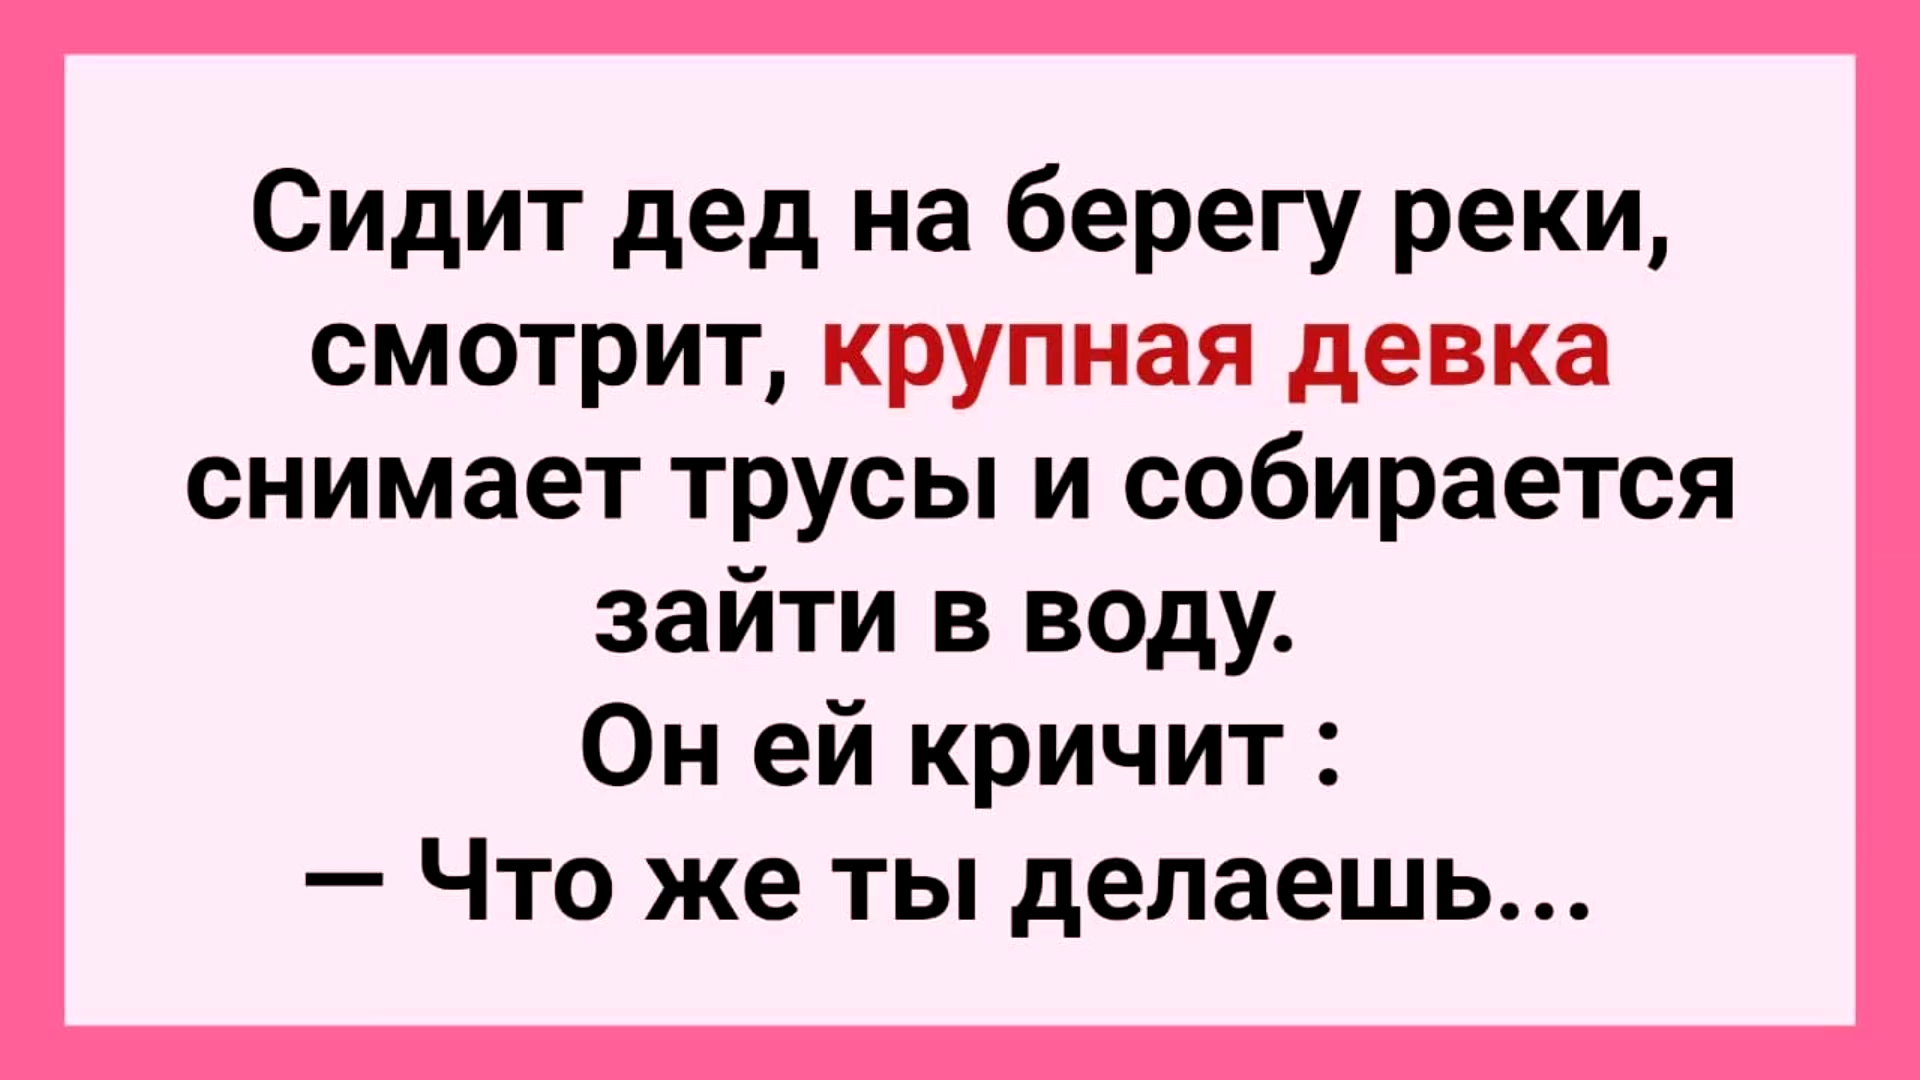 Сидит дед на берегу реки,
смотрит, крупная девка
снимает трусы и собирается
зайти в воду.
Он ей кричит :
— Что же ты делаешь...